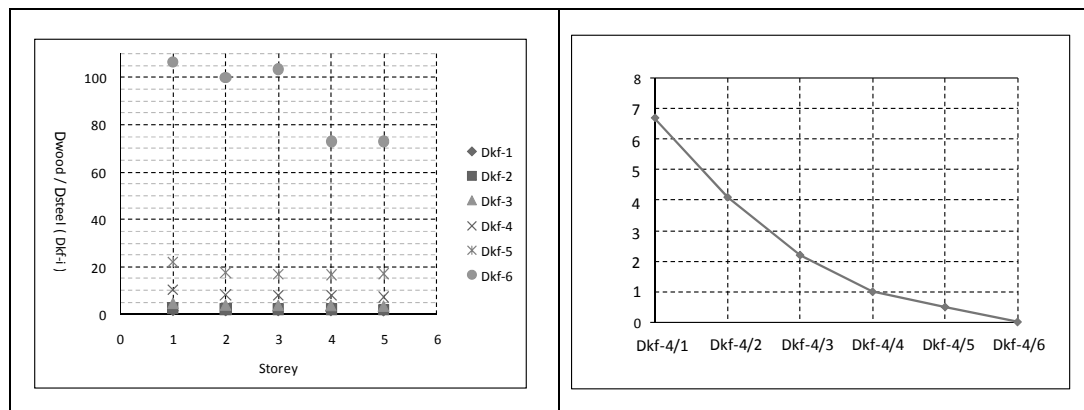 100
80
60
40
20
0
Dwood / Dsteel ( Dkf-i )
0 1 2 3 4 5 6
Storey
Dkf-1
Dkf-2
Dkf-3
Dkf-4
Dkf-5
Dkf-6
8
7
6
5
4
3
2
1
0
Dkf-4/1 Dkf-4/2 Dkf-4/3 Dkf-4/4 Dkf-4/5 Dkf-4/6